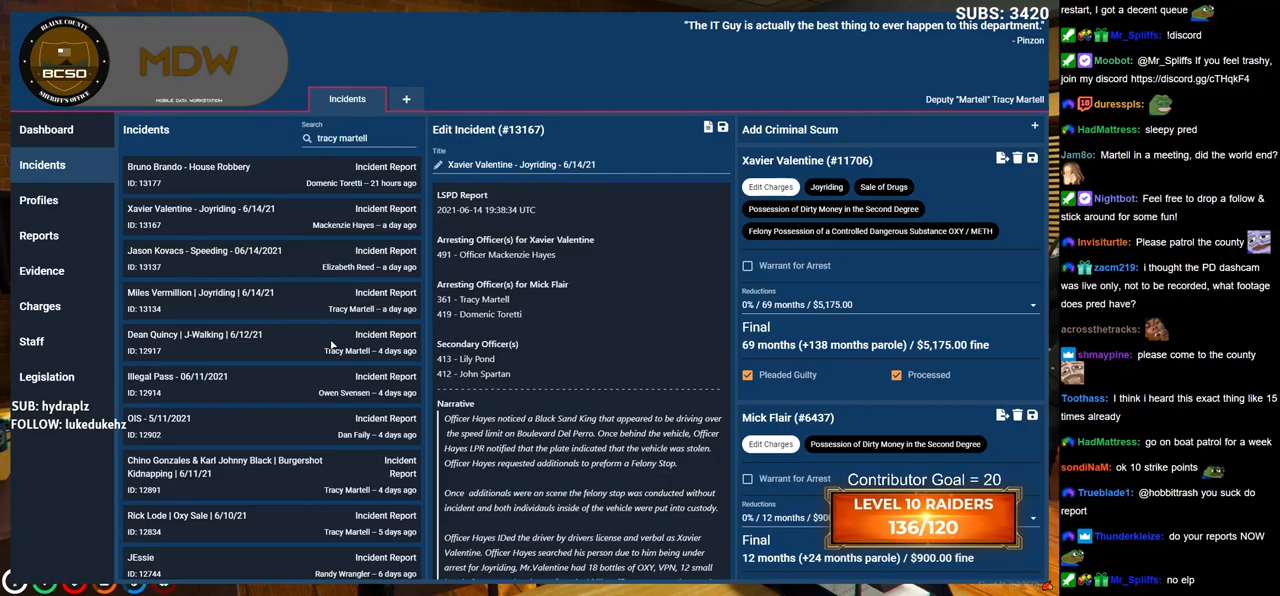 SUBS: 3420
"The IT Guy is actually the best thing to ever happen to this department."
- Pinzon
BLAINE COUNTY
BCSO
SHERIFF'S OFFICE
MDW
MOBILE DATA WORKSTATION
Incidents
+
Deputy "Martell" Tracy Martell
Dashboard
Incidents
Profiles
Reports
Evidence
Charges
Staff
Legislation
SUB: hydraplz
FOLLOW: lukedukehz
Incidents
Search
tracy martell
Bruno Brando - House Robbery
Incident Report
ID: 13177
Domenic Toretti – 21 hours ago
Xavier Valentine - Joyriding - 6/14/21
Incident Report
ID: 13167
Mackenzie Hayes – a day ago
Jason Kovacs - Speeding - 06/14/2021
Incident Report
ID: 13137
Elizabeth Reed – a day ago
Miles Vermillion | Joyriding | 6/14/21
Incident Report
ID: 13134
Tracy Martell – a day ago
Dean Quincy | J-Walking | 6/12/21
Incident Report
ID: 12917
Tracy Martell – 4 days ago
Illegal Pass - 06/11/2021
Incident Report
ID: 12914
Owen Svensen – 4 days ago
OIS - 5/11/2021
Incident Report
ID: 12902
Dan Faily – 4 days ago
Chino Gonzales & Karl Johnny Black | Burgershot
Kidnapping | 6/11/21
Incident
Report
ID: 12891
Tracy Martell – 4 days ago
Rick Lode | Oxy Sale | 6/10/21
Incident Report
ID: 12834
Tracy Martell – 5 days ago
JEssie
Incident Report
ID: 12744
Randy Wrangler – 6 days ago
Edit Incident (#13167)
Title
Xavier Valentine - Joyriding - 6/14/21
LSPD Report
2021-06-14 19:38:34 UTC
Arresting Officer(s) for Xavier Valentine
491 - Officer Mackenzie Hayes
Arresting Officer(s) for Mick Flair
361 - Tracy Martell
419 - Domenic Toretti
Secondary Officer(s)
413 - Lily Pond
412 - John Spartan
Narrative
Officer Hayes noticed a Black Sand King that appeared to be driving over
the speed limit on Boulevard Del Perro. Once behind the vehicle, Officer
Hayes LPR notified that the plate indicated that the vehicle was stolen.
Officer Hayes requested additionals to preform a Felony Stop.
Once additionals were on scene the felony stop was conducted without
incident and both individuals inside of the vehicle were put into custody.
Officer Hayes IDed the driver by drivers license and verbal as Xavier
Valentine. Officer Hayes searched his person due to him being under
arrest for Joyriding, Mr.Valentine had 18 bottles of OXY, VPN, 12 small
Add Criminal Scum
+
Xavier Valentine (#11706)
Edit Charges
Joyriding
Sale of Drugs
Possession of Dirty Money in the Second Degree
Felony Possession of a Controlled Dangerous Substance OXY / METH
Warrant for Arrest
Reductions
0% / 69 months / $5,175.00
Final
69 months (+138 months parole) / $5,175.00 fine
Pleaded Guilty
Processed
Mick Flair (#6437)
Edit Charges
Possession of Dirty Money in the Second Degree
Warrant for Arrest
Reductions
0% / 12 months / $90
Final
12 months (+24 months parole) / $900.00 fine
Contributor Goal = 20
LEVEL 10 RAIDERS
136/120
restart, I got a decent queue
Mr_Spliffs: !discord
Moobot: @Mr_Spliffs If you feel trashy,
join my discord https://discord.gg/cTHqkF4
duresspls:
HadMattress: sleepy pred
Jam8o: Martell in a meeting, did the world end?
Nightbot: Feel free to drop a follow &
stick around for some fun!
Invisiturtle: Please patrol the county
zacm219: i thought the PD dashcam
was live only, not to be recorded, what footage
does pred have?
acrossthetracks:
shmaypine: please come to the county
Toothass: I think i heard this exact thing like 15
times already
HadMattress: go on boat patrol for a week
sondiNaM: ok 10 strike points
Trueblade1: @hobbittrash you suck do
report
Thunderkleize: do your reports NOW
Mr_Spliffs: no elp